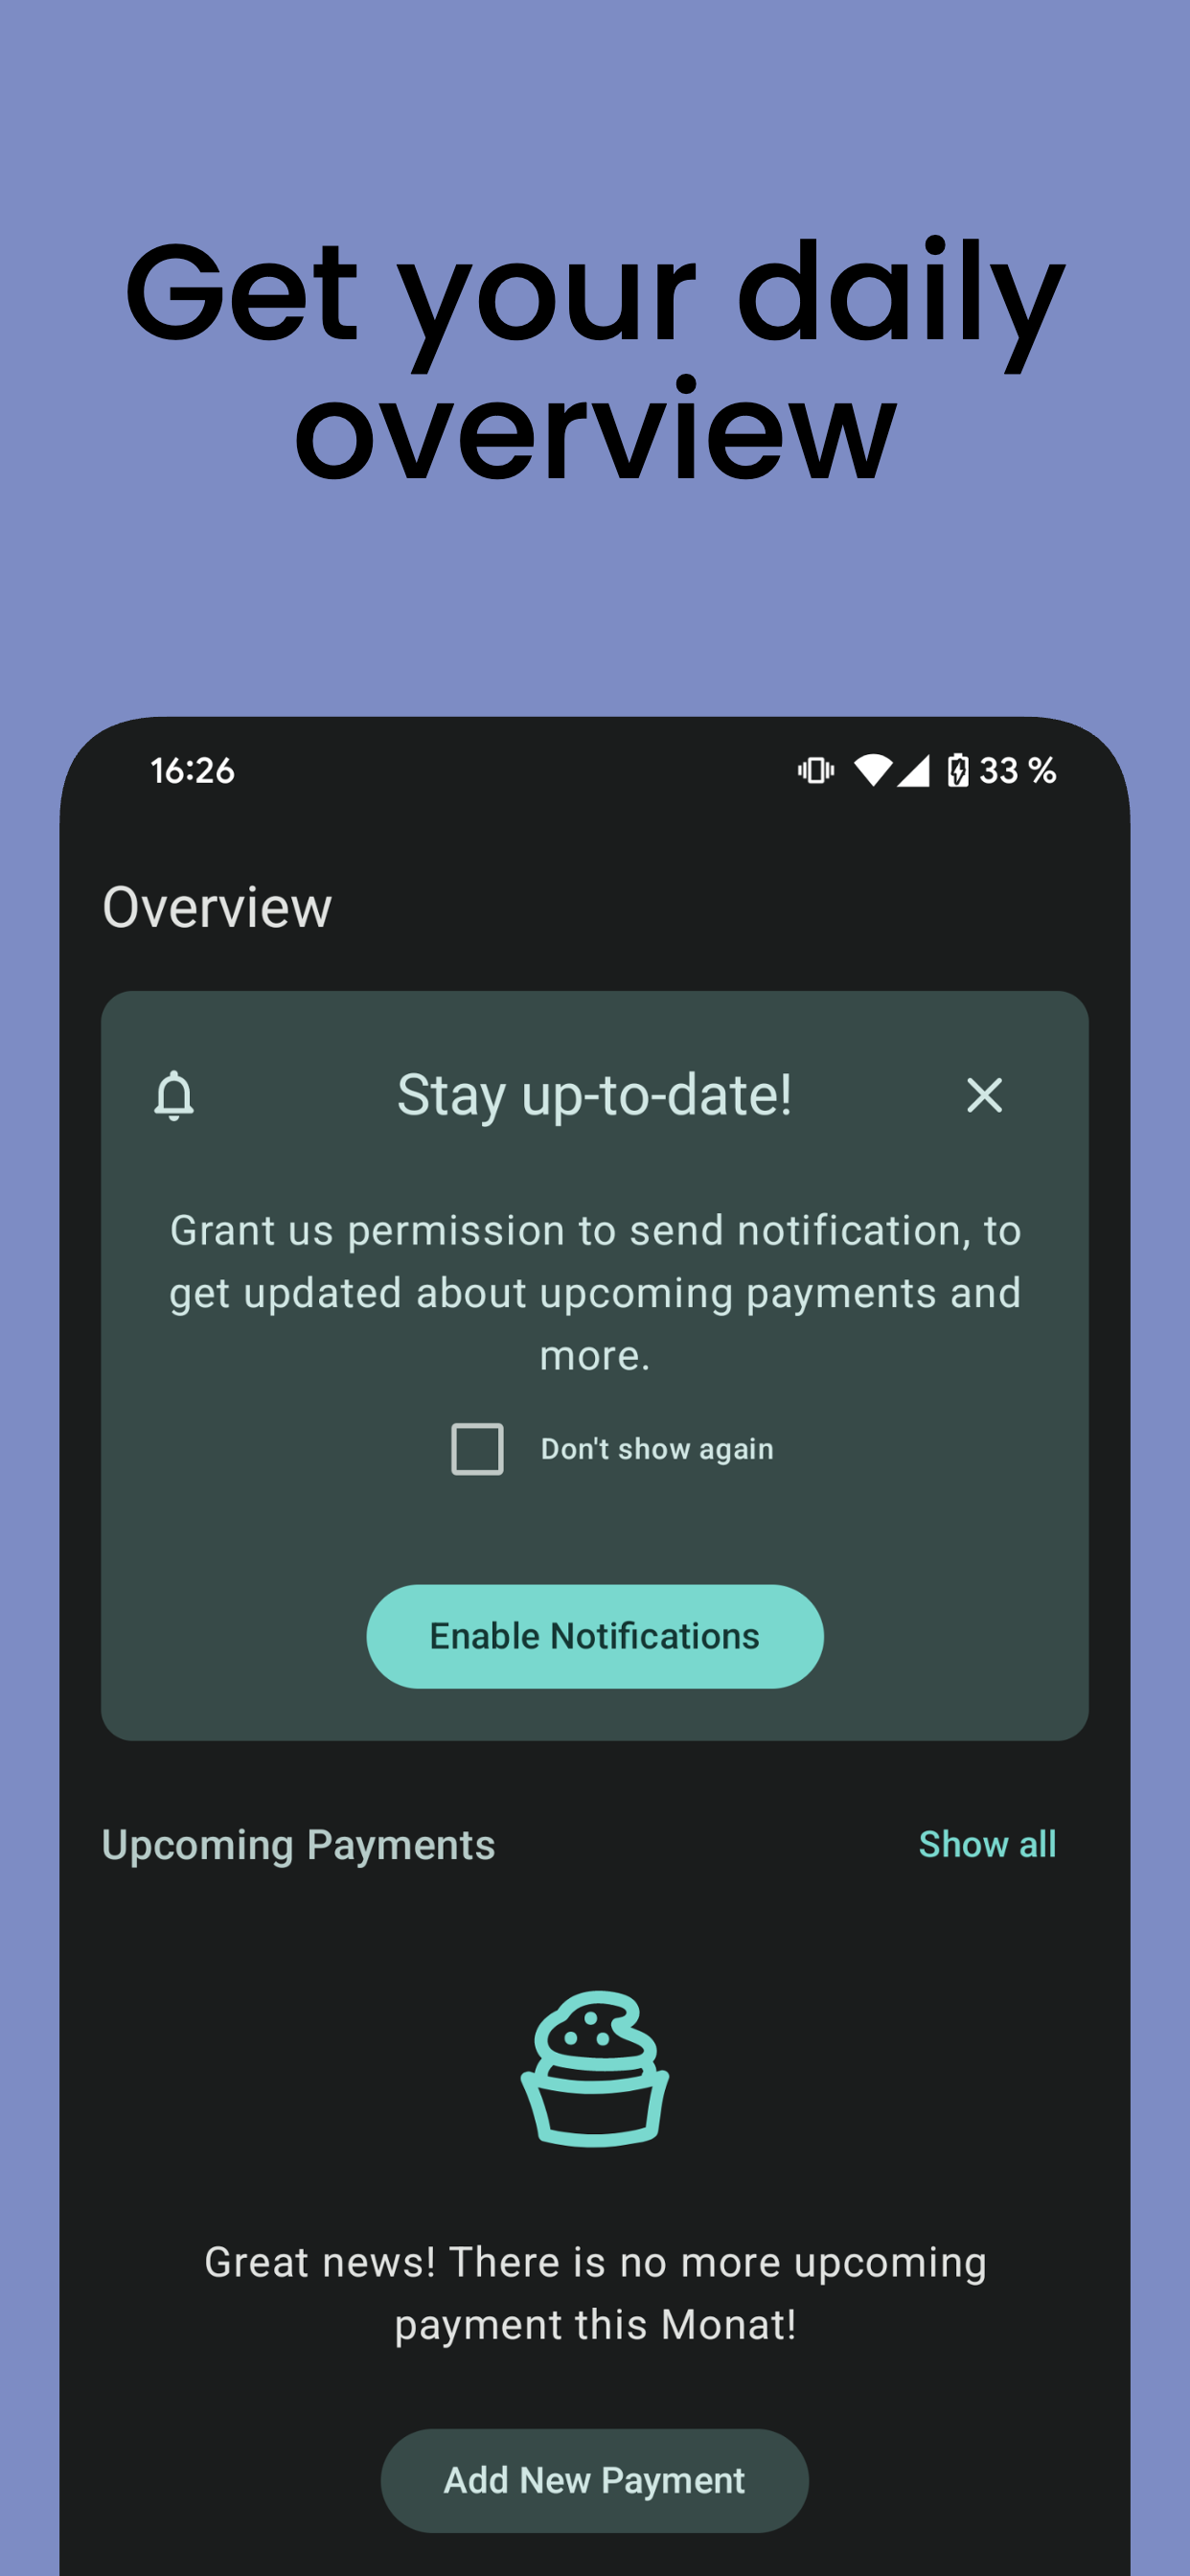 Get your daily
overview
16:26
33 %
Overview
Stay up-to-date!
Grant us permission to send notification, to
get updated about upcoming payments and
more.
Don't show again
Enable Notifications
Upcoming Payments
Show all
Great news! There is no more upcoming
payment this Monat!
Add New Payment